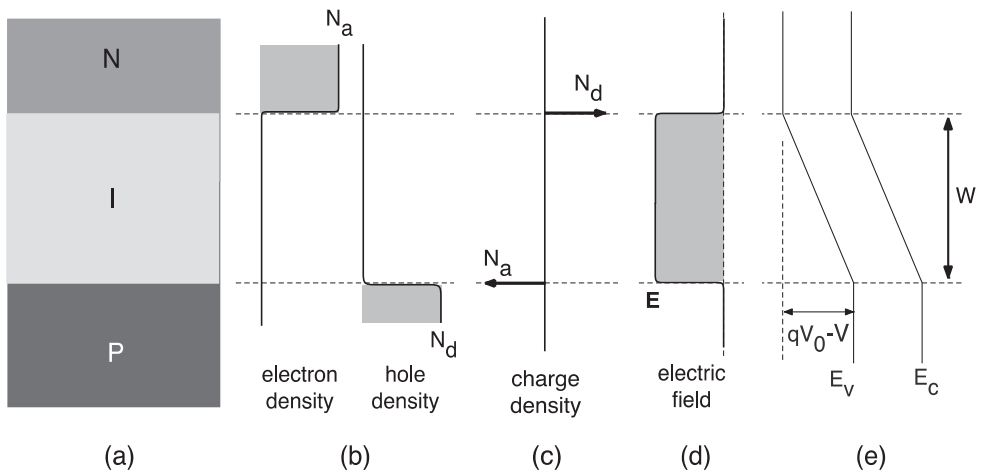 N
I
P
N_a
N_d
electron
density
hole
density
N_d
N_a
charge
density
E
electric
field
W
qV_0-V
E_v
E_c
(a)
(b)
(c)
(d)
(e)